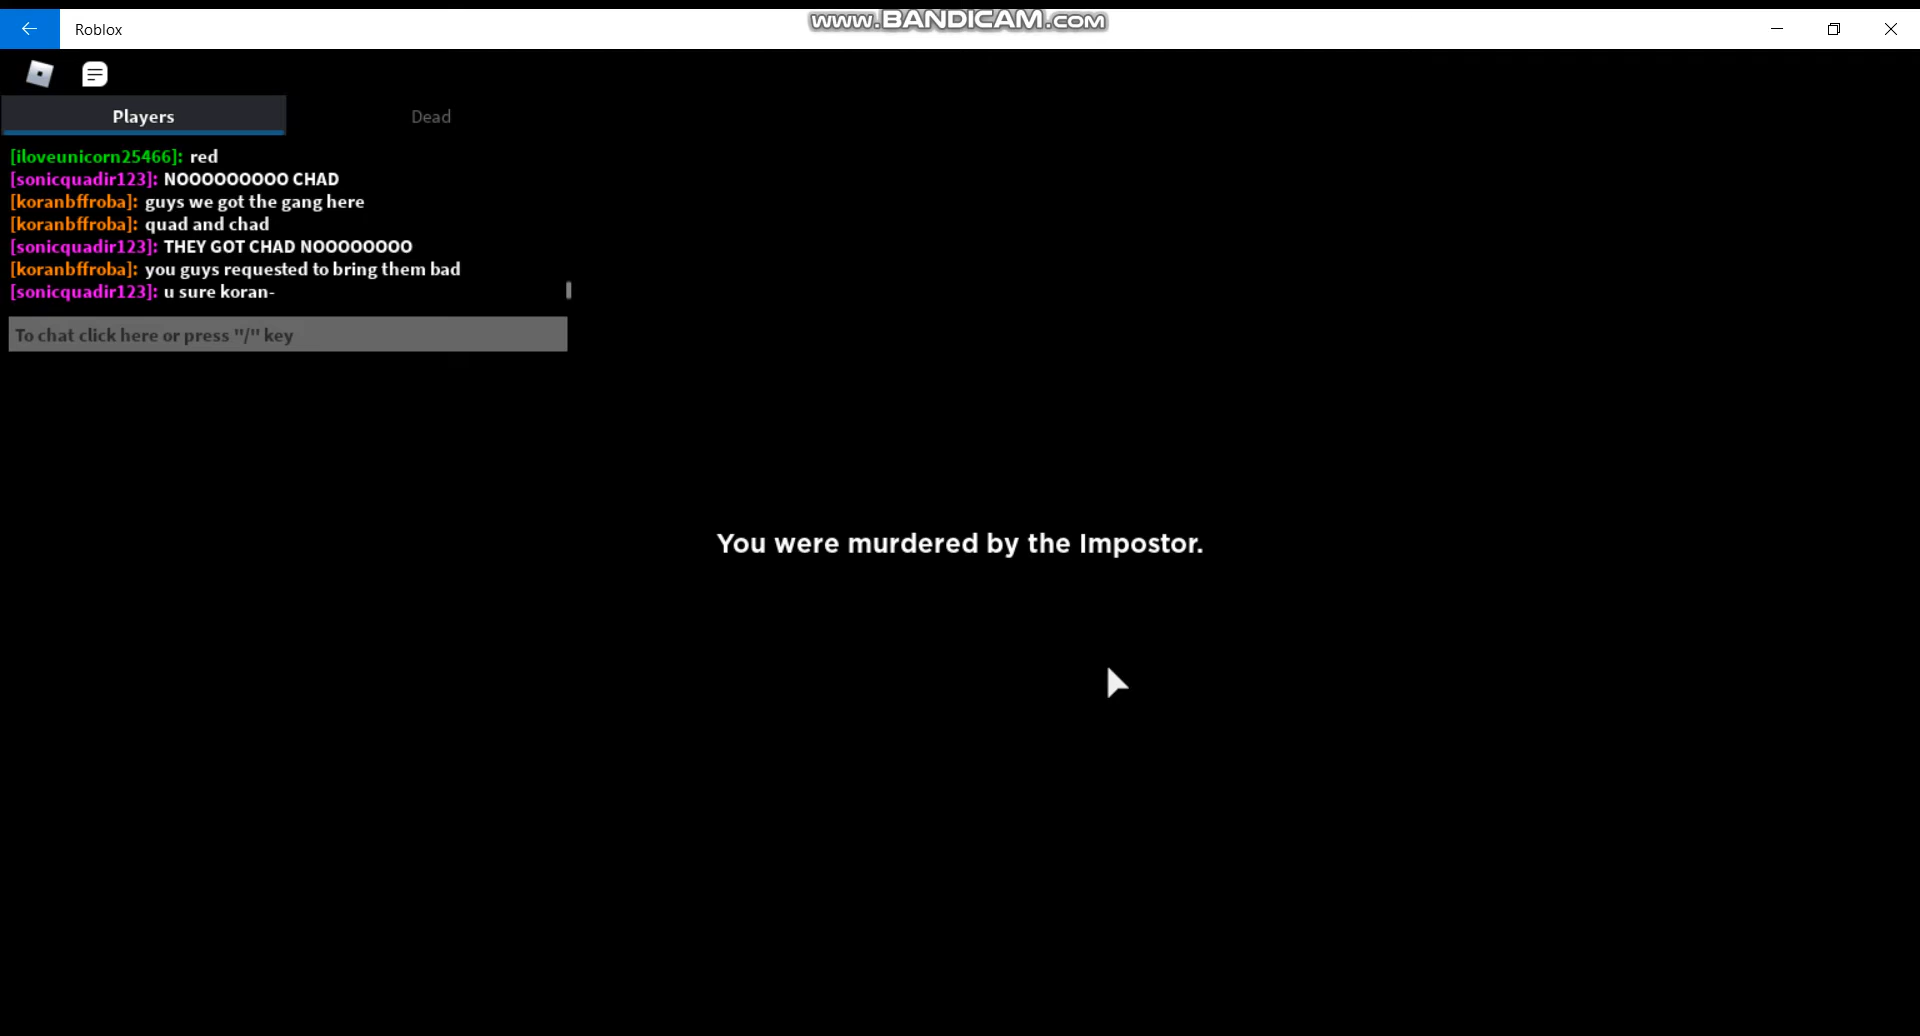 www.BANDICAM.com
Roblox
Players
Dead
[iloveunicorn25466]: red
[sonicquadir123]: NOOOOOOOOO CHAD
[koranbffroba]: guys we got the gang here
[koranbffroba]: quad and chad
[sonicquadir123]: THEY GOT CHAD NOOOOOOOO
[koranbffroba]: you guys requested to bring them bad
[sonicquadir123]: u sure koran-
To chat click here or press "/" key
You were murdered by the Impostor.